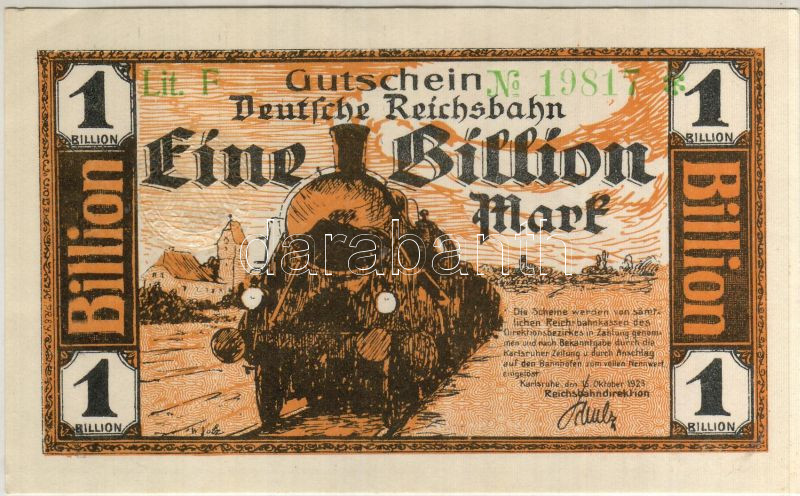 1
BILLION
Lit. F
Gutschein
№ 19817 *
1
BILLION
Deutsche Reichsbahn
Eine Billion
Mark
Billion
Billion
darabanth
Die Scheine werden von sämt-
lichen Reichsbahnkassen des
Direktionsbezirkes in Zahlung genom-
men und nach Bekanntgabe durch die
Karlsruher Zeitung u. durch Anschlag
auf den Bahnhöfen zum vollen Nennwert
eingelöst
Karlsruhe, den 15. Oktober 1923
Reichsbahndirektion
1
BILLION
1
BILLION